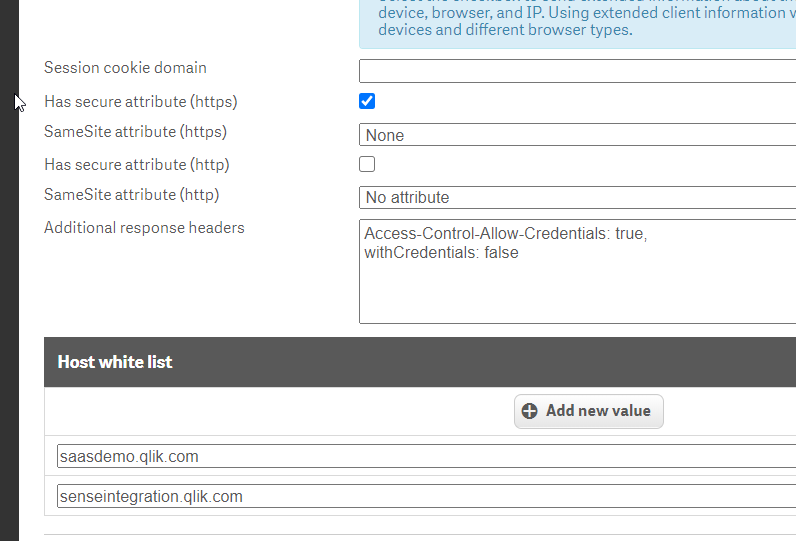 device, browser, and IP. Using extended client information
devices and different browser types.
Session cookie domain
Has secure attribute (https)
SameSite attribute (https)
None
Has secure attribute (http)
SameSite attribute (http)
No attribute
Additional response headers
Access-Control-Allow-Credentials: true,
withCredentials: false
Host white list
Add new value
saasdemo.qlik.com
senseintegration.qlik.com